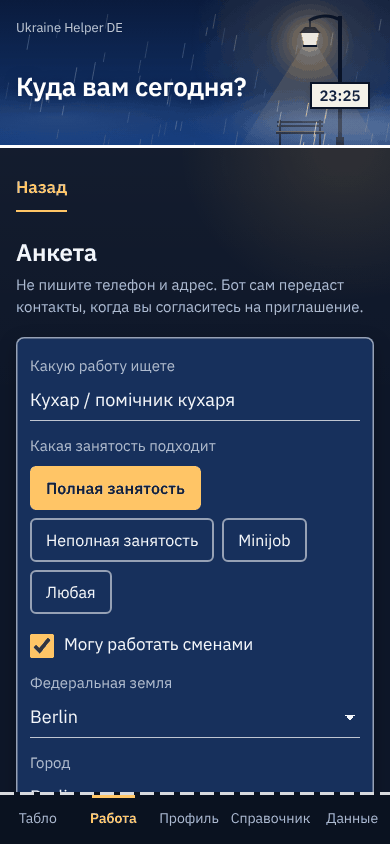 Ukraine Helper DE
Куда вам сегодня?
23:25
Назад
Анкета
Не пишите телефон и адрес. Бот сам передаст
контакты, когда вы согласитесь на приглашение.
Какую работу ищете
Кухар / помічник кухаря
Какая занятость подходит
Полная занятость
Неполная занятость
Minijob
Любая
Могу работать сменами
Федеральная земля
Berlin
Город
Табло
Работа
Профиль
Справочник
Данные